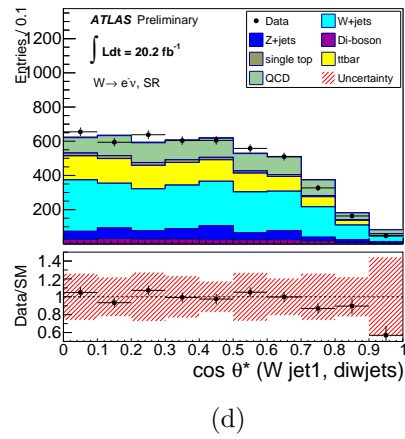 Entries / 0.1
1200
1000
800
600
400
200
ATLAS Preliminary
∫ Ldt = 20.2 fb⁻¹
W→ e⁻ν, SR
Data
W+jets
Z+jets
Di-boson
single top
ttbar
QCD
Uncertainty
Data/SM
1.4
1.2
1
0.8
0.6
0 0.1 0.2 0.3 0.4 0.5 0.6 0.7 0.8 0.9 1
cos θ* (W jet1, diwjets)
(d)